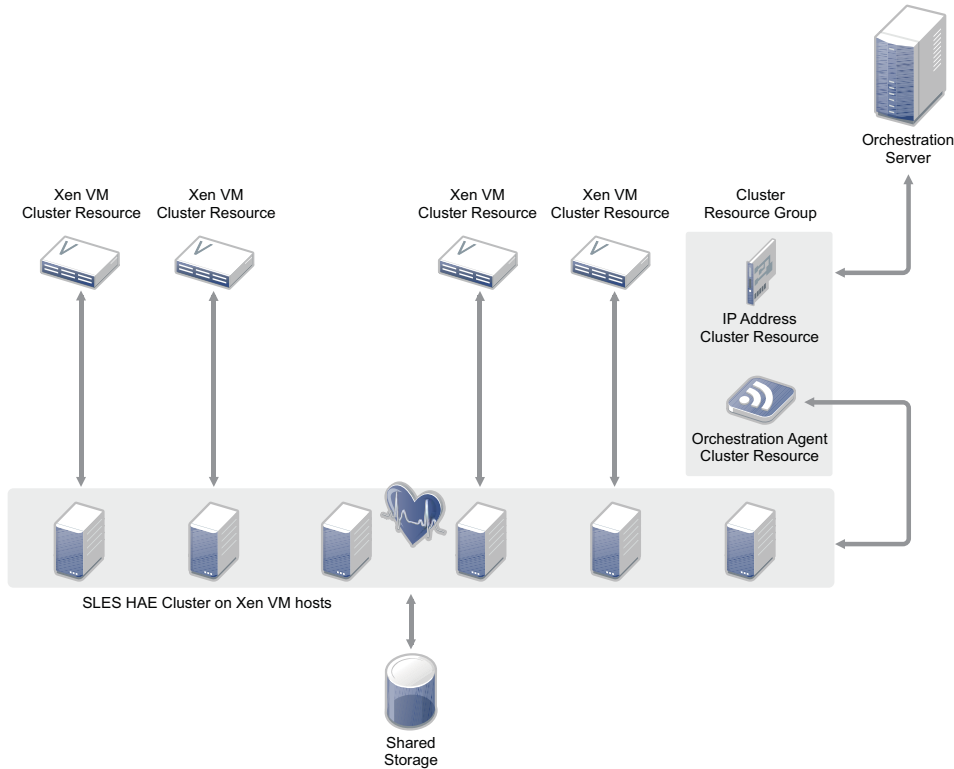 Orchestration
Server
Xen VM
Cluster Resource
Xen VM
Cluster Resource
Xen VM
Cluster Resource
Xen VM
Cluster Resource
Cluster
Resource Group
IP Address
Cluster Resource
Orchestration Agent
Cluster Resource
SLES HAE Cluster on Xen VM hosts
Shared
Storage